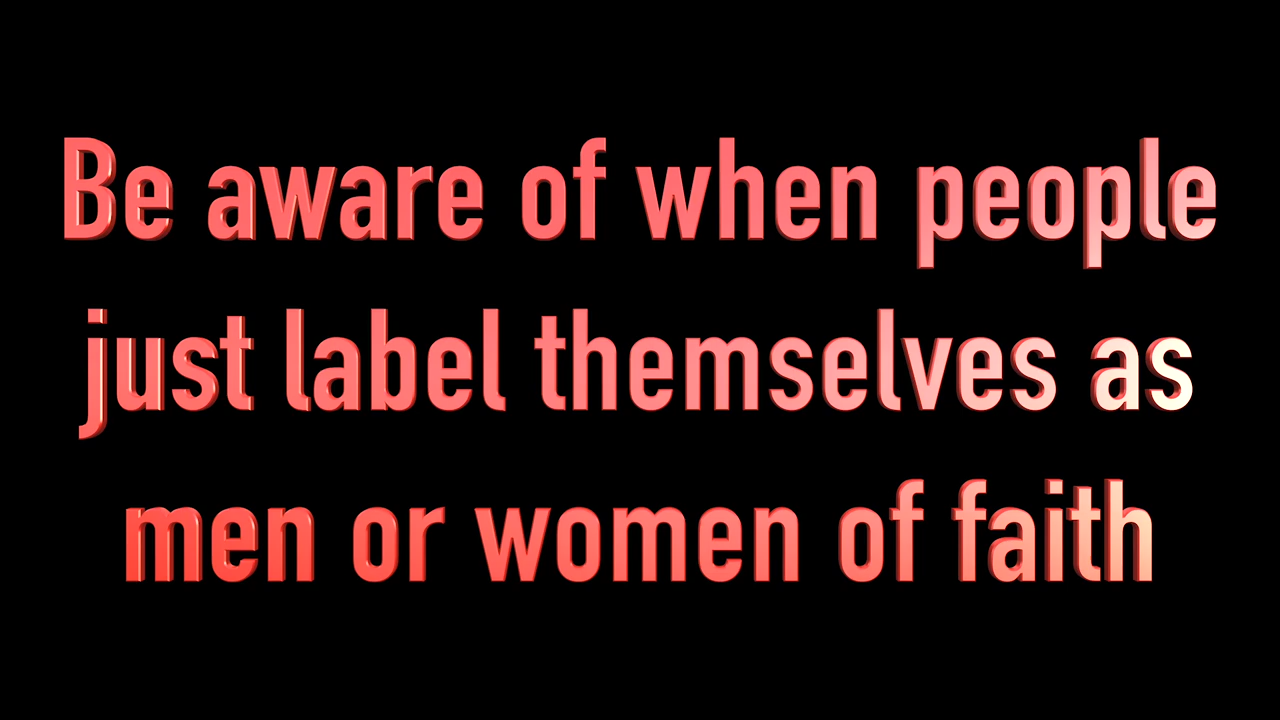 Be aware of when people
just label themselves as
men or women of faith